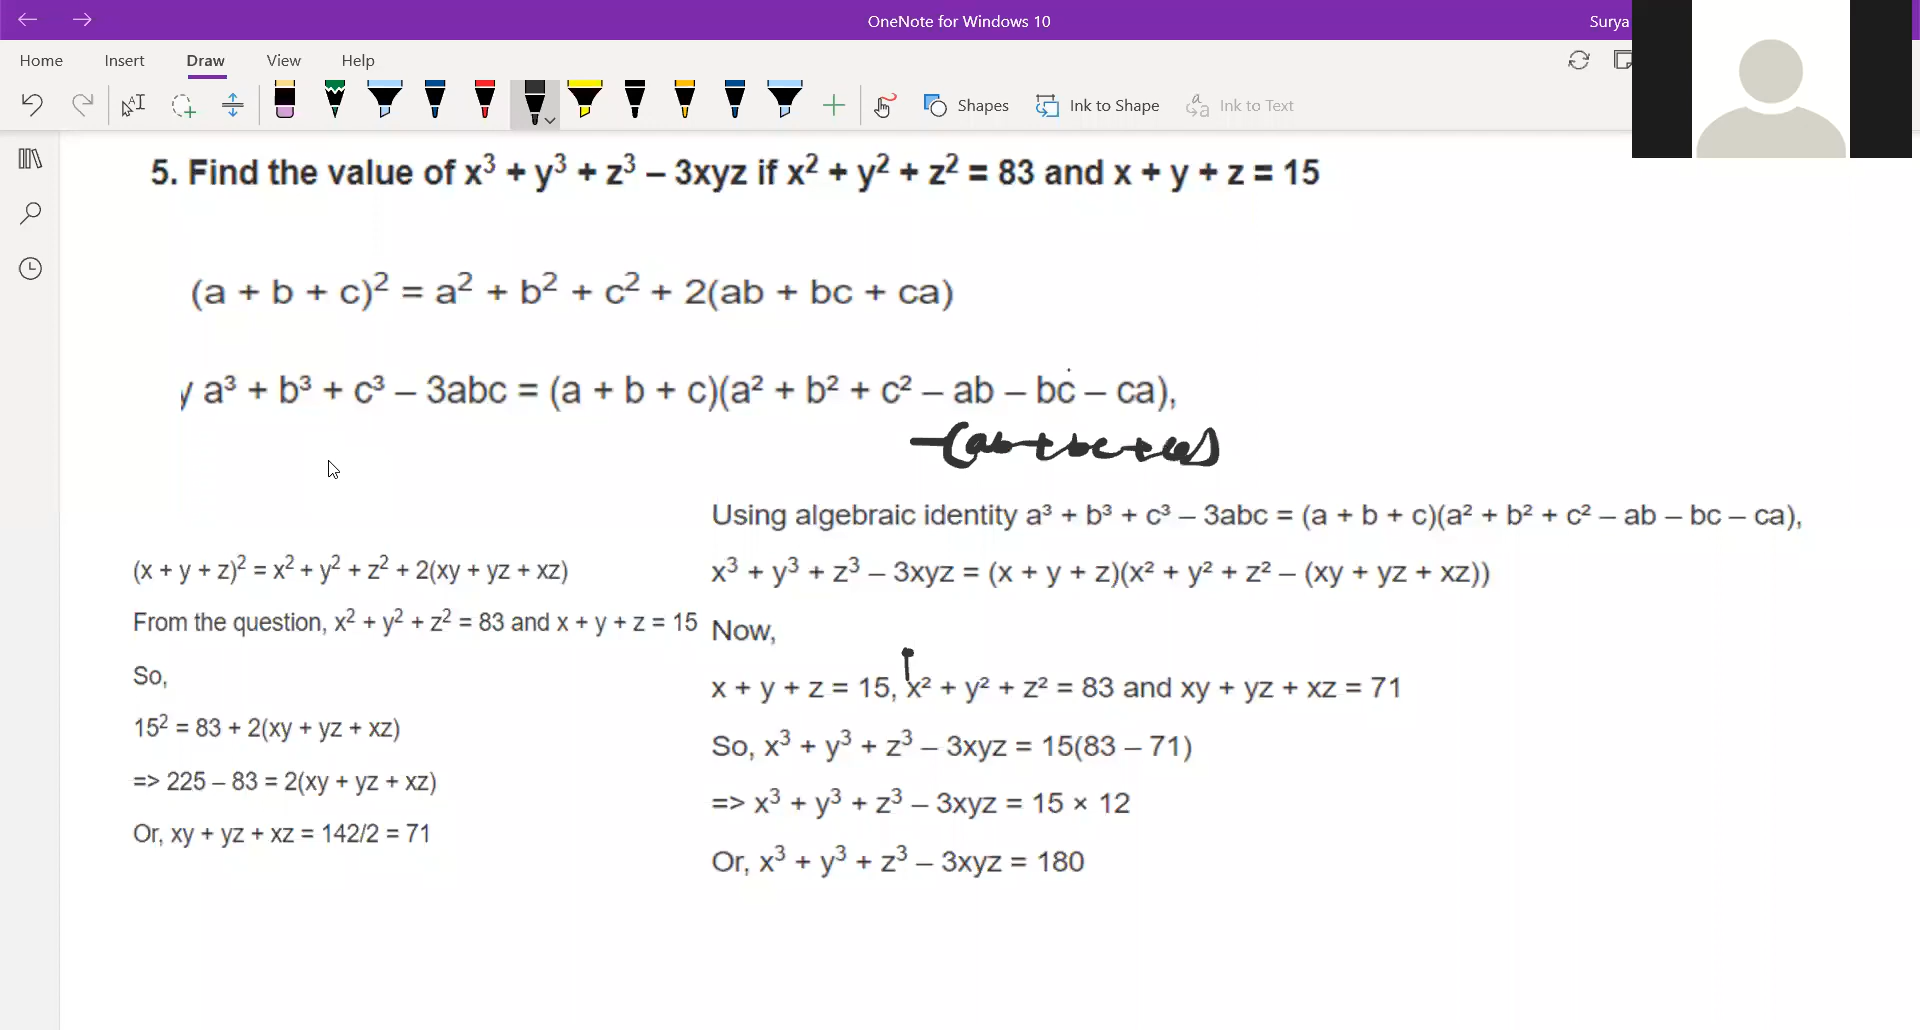 OneNote for Windows 10
Surya
Home Insert Draw View Help
Shapes Ink to Shape Ink to Text
5. Find the value of x³ + y³ + z³ – 3xyz if x² + y² + z² = 83 and x + y + z = 15
(a + b + c)² = a² + b² + c² + 2(ab + bc + ca)
y a³ + b³ + c³ – 3abc = (a + b + c)(a² + b² + c² – ab – bc – ca),
-(ab+bc+ca)
(x + y + z)² = x² + y² + z² + 2(xy + yz + xz)
From the question, x² + y² + z² = 83 and x + y + z = 15
So,
15² = 83 + 2(xy + yz + xz)
=> 225 – 83 = 2(xy + yz + xz)
Or, xy + yz + xz = 142/2 = 71
Using algebraic identity a³ + b³ + c³ – 3abc = (a + b + c)(a² + b² + c² – ab – bc – ca),
x³ + y³ + z³ – 3xyz = (x + y + z)(x² + y² + z² – (xy + yz + xz))
Now,
x + y + z = 15, x² + y² + z² = 83 and xy + yz + xz = 71
So, x³ + y³ + z³ – 3xyz = 15(83 – 71)
=> x³ + y³ + z³ – 3xyz = 15 × 12
Or, x³ + y³ + z³ – 3xyz = 180